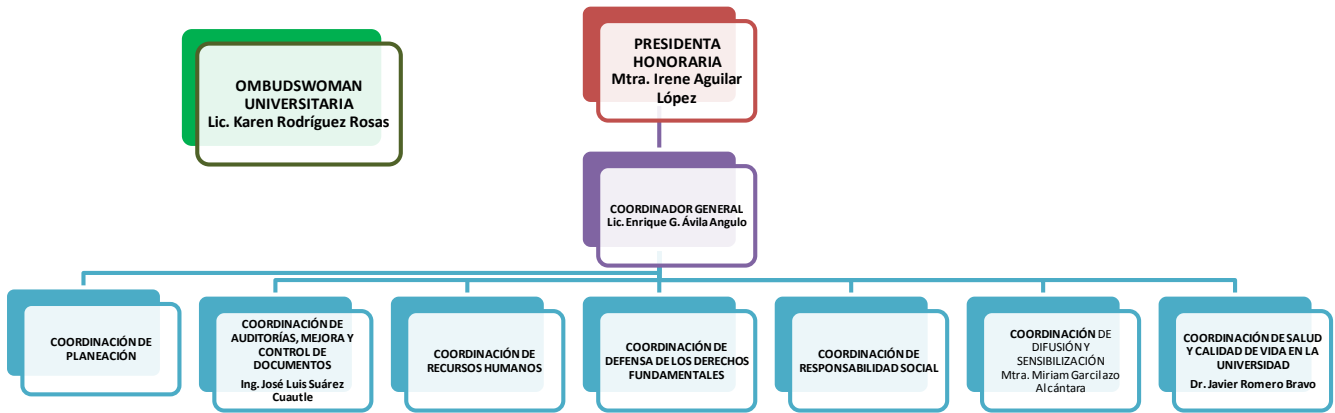 OMBUDSWOMAN
UNIVERSITARIA
Lic. Karen Rodríguez Rosas
PRESIDENTA
HONORARIA
Mtra. Irene Aguilar
López
COORDINADOR GENERAL
Lic. Enrique G. Ávila Angulo
COORDINACIÓN DE
PLANEACIÓN
COORDINACIÓN DE
AUDITORÍAS, MEJORA Y
CONTROL DE
DOCUMENTOS
Ing. José Luis Suárez
Cuautle
COORDINACIÓN DE
RECURSOS HUMANOS
COORDINACIÓN DE
DEFENSA DE LOS DERECHOS
FUNDAMENTALES
COORDINACIÓN DE
RESPONSABILIDAD SOCIAL
COORDINACIÓN DE
DIFUSIÓN Y
SENSIBILIZACIÓN
Mtra. Miriam Garcilazo
Alcántara
COORDINACIÓN DE SALUD
Y CALIDAD DE VIDA EN LA
UNIVERSIDAD
Dr. Javier Romero Bravo